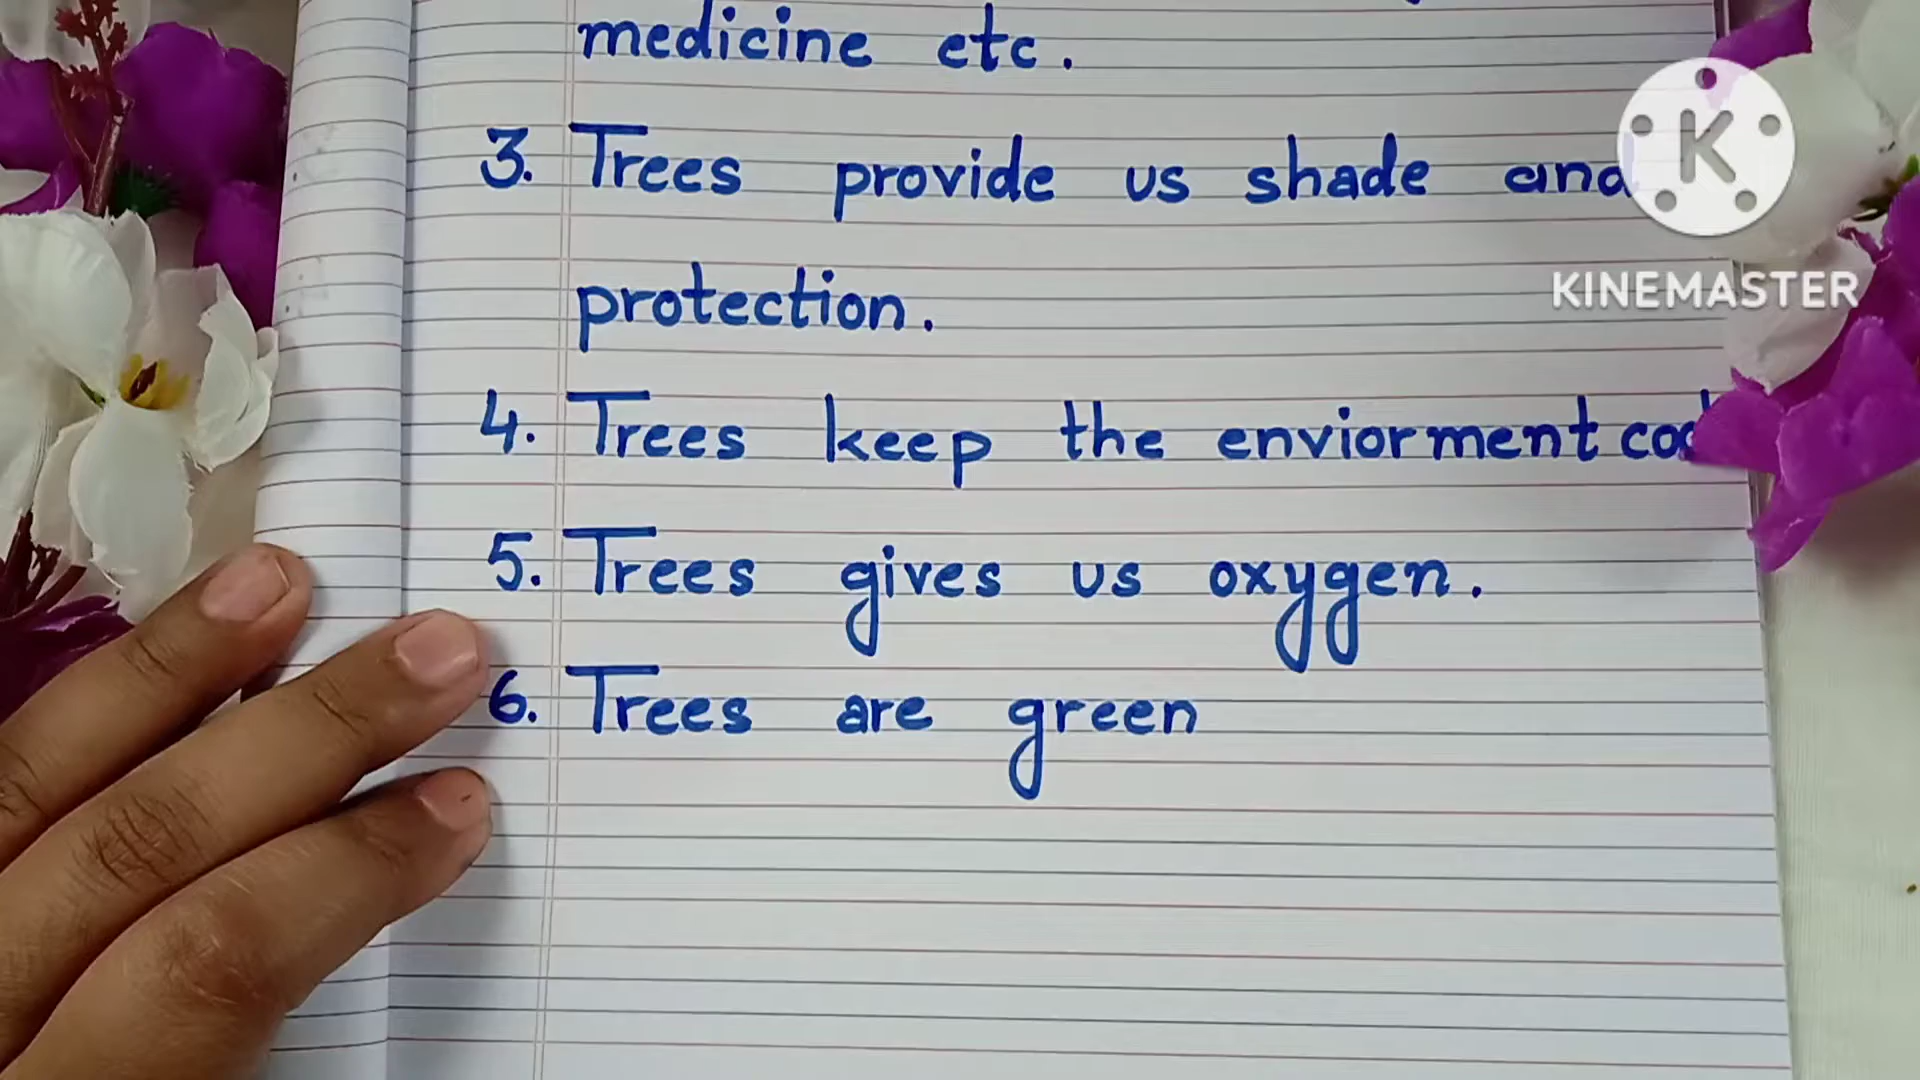 medicine etc.
3. Trees provide us shade and
protection.
4. Trees keep the enviorment
5. Trees gives us oxygen.
6. Trees are green
KINEMASTER